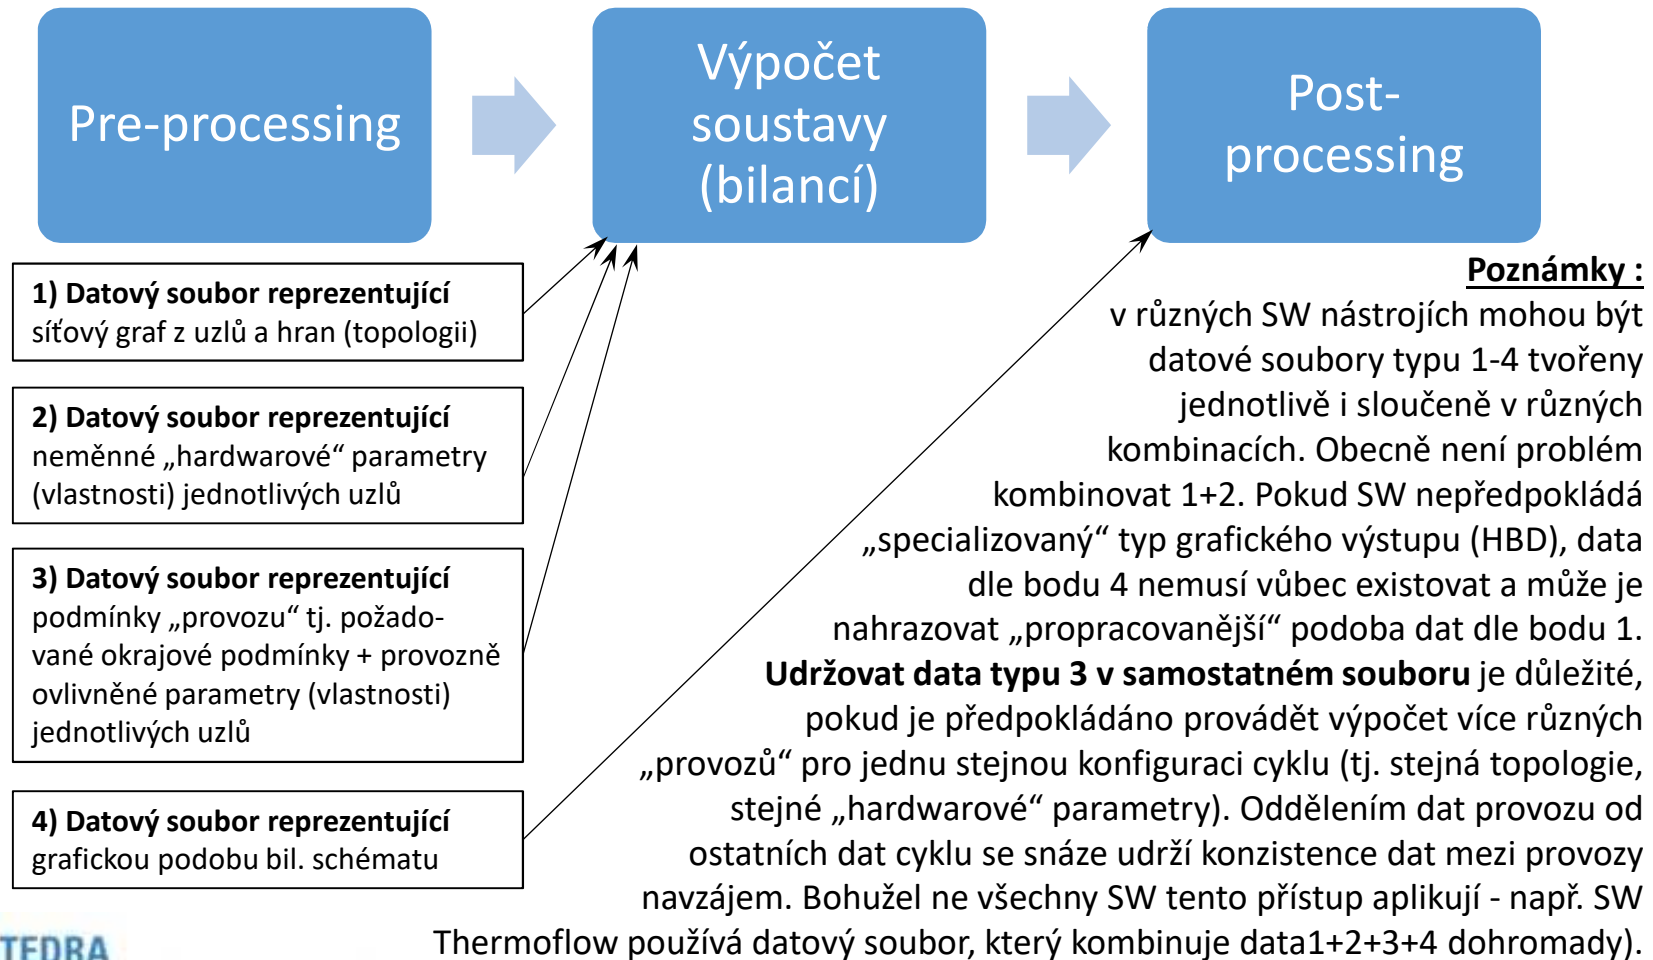 Pre-processing
Výpočet
soustavy
(bilancí)
Post-
processing
1) Datový soubor reprezentující
síťový graf z uzlů a hran (topologii)
2) Datový soubor reprezentující
neměnné „hardwarové“ parametry
(vlastnosti) jednotlivých uzlů
3) Datový soubor reprezentující
podmínky „provozu“ tj. požado-
vané okrajové podmínky + provozně
ovlivněné parametry (vlastnosti)
jednotlivých uzlů
4) Datový soubor reprezentující
grafickou podobu bil. schématu
Poznámky :
v různých SW nástrojích mohou být
datové soubory typu 1-4 tvořeny
jednotlivě i sloučeně v různých
kombinacích. Obecně není problém
kombinovat 1+2. Pokud SW nepředpokládá
„specializovaný“ typ grafického výstupu (HBD), data
dle bodu 4 nemusí vůbec existovat a může je
nahrazovat „propracovanější“ podoba dat dle bodu 1.
Udržovat data typu 3 v samostatném souboru je důležité,
pokud je předpokládáno provádět výpočet více různých
„provozů“ pro jednu stejnou konfiguraci cyklu (tj. stejná topologie,
stejné „hardwarové“ parametry). Oddělením dat provozu od
ostatních dat cyklu se snáze udrží konzistence dat mezi provozy
navzájem. Bohužel ne všechny SW tento přístup aplikují - např. SW
Thermoflow používá datový soubor, který kombinuje data1+2+3+4 dohromady).
TEDRA